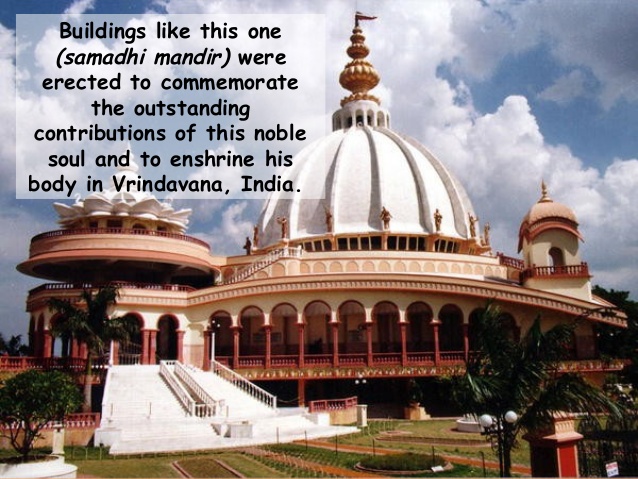 Buildings like this one
(samadhi mandir) were
erected to commemorate
the outstanding
contributions of this noble
soul and to enshrine his
body in Vrindavana, India.